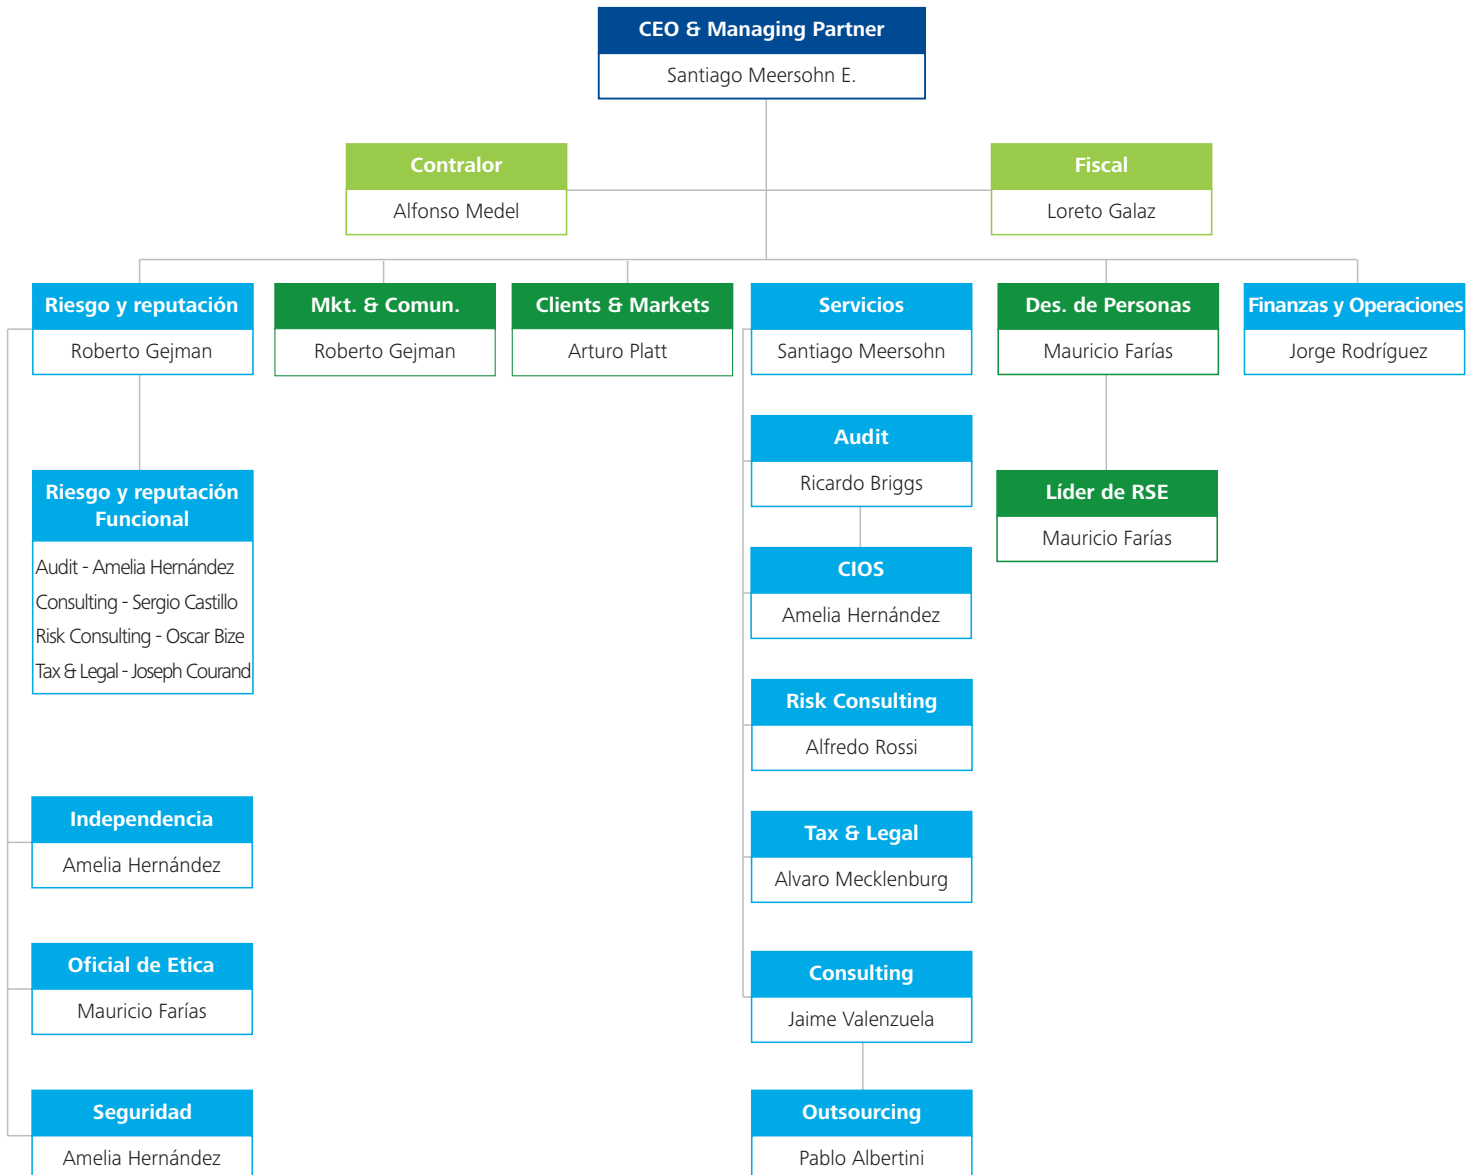 CEO & Managing Partner
Santiago Meersohn E.
Contralor
Alfonso Medel
Fiscal
Loreto Galaz
Riesgo y reputación
Roberto Gejman
Mkt. & Comun.
Roberto Gejman
Clients & Markets
Arturo Platt
Servicios
Santiago Meersohn
Des. de Personas
Mauricio Farías
Finanzas y Operaciones
Jorge Rodríguez
Riesgo y reputación
Funcional
Audit - Amelia Hernández
Consulting - Sergio Castillo
Risk Consulting - Oscar Bize
Tax & Legal - Joseph Courand
Independencia
Amelia Hernández
Oficial de Etica
Mauricio Farías
Seguridad
Amelia Hernández
Audit
Ricardo Briggs
CIOS
Amelia Hernández
Risk Consulting
Alfredo Rossi
Tax & Legal
Alvaro Mecklenburg
Consulting
Jaime Valenzuela
Outsourcing
Pablo Albertini
Líder de RSE
Mauricio Farías